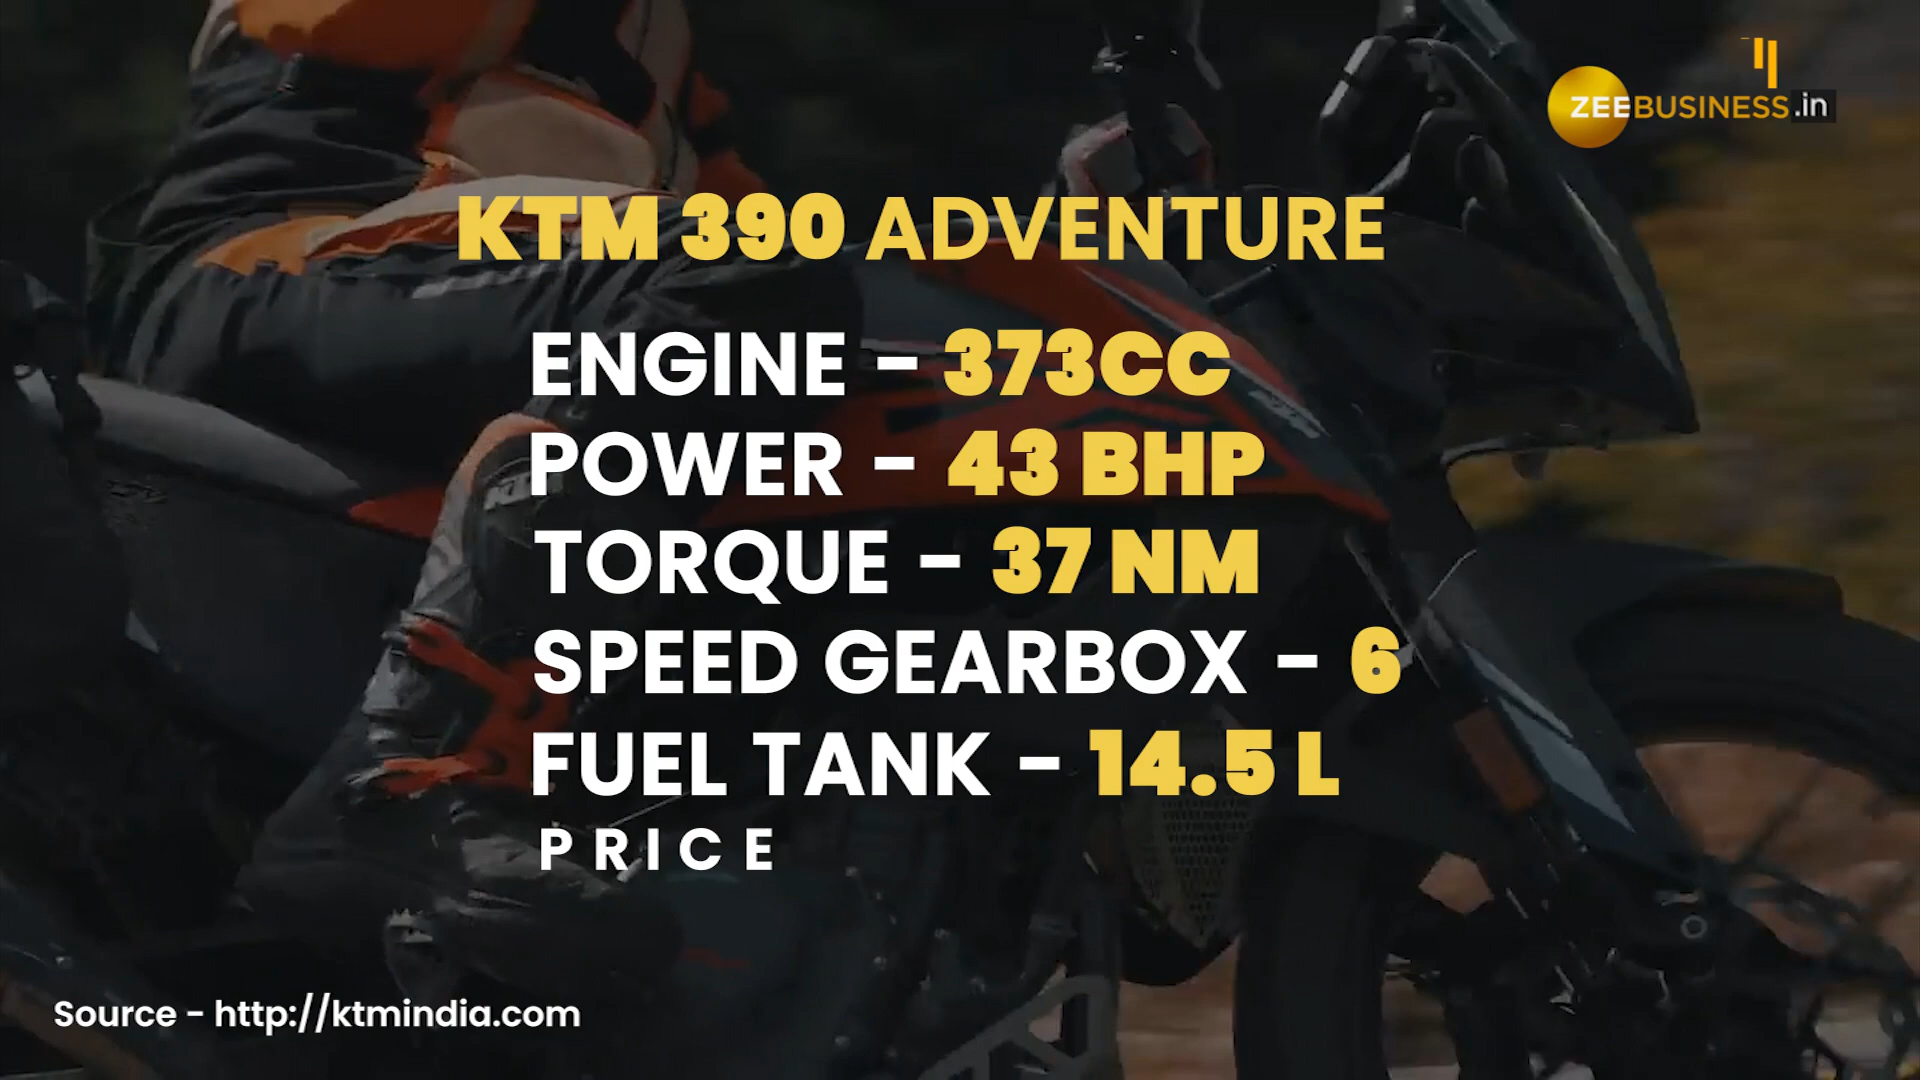 ZEEBUSINESS.in
KTM 390 ADVENTURE
ENGINE - 373CC
POWER - 43 BHP
TORQUE - 37 NM
SPEED GEARBOX - 6
FUEL TANK - 14.5 L
PRICE
Source - http://ktmindia.com